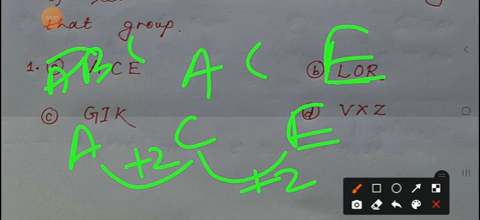 that group.
1. (a) ACE A C E (b) LOR
(c) GIK (d) VXZ
A +2 C +2 E